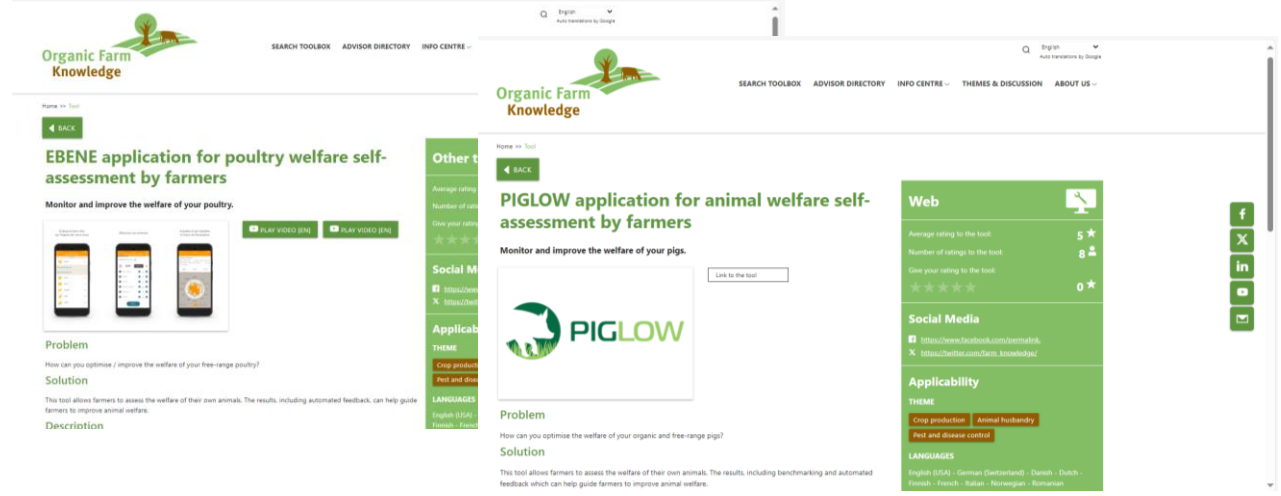 English
Auto translations by Google
Organic Farm
Knowledge
SEARCH TOOLBOX ADVISOR DIRECTORY INFO CENTRE
Home >> Tool
BACK
EBENE application for poultry welfare self-
assessment by farmers
Monitor and improve the welfare of your poultry.
PLAY VIDEO [EN] PLAY VIDEO [EN]
Problem
How can you optimise / improve the welfare of your free-range poultry?
Solution
This tool allows farmers to assess the welfare of their own animals. The results, including automated feedback, can help guide
farmers to improve animal welfare.
Description
Other t
Average rating
Number of rati
Give your rating
Social M
https://www
https://twit
Applicab
THEME
Crop product
Pest and disea
LANGUAGES
English (USA) -
Finnish - French
English
Auto translations by Google
Organic Farm
Knowledge
SEARCH TOOLBOX ADVISOR DIRECTORY INFO CENTRE THEMES & DISCUSSION ABOUT US
Home >> Tool
BACK
PIGLOW application for animal welfare self-
assessment by farmers
Monitor and improve the welfare of your pigs.
PIGLOW
Link to the tool
Problem
How can you optimise the welfare of your organic and free-range pigs?
Solution
This tool allows farmers to assess the welfare of their own animals. The results, including benchmarking and automated
feedback which can help guide farmers to improve animal welfare.
Web
Average rating to the tool: 5
Number of ratings to the tool: 8
Give your rating to the tool:
0
Social Media
https://www.facebook.com/permalink.
https://twitter.com/farm_knowledge/
Applicability
THEME
Crop production Animal husbandry
Pest and disease control
LANGUAGES
English (USA) - German (Switzerland) - Danish - Dutch -
Finnish - French - Italian - Norwegian - Romanian